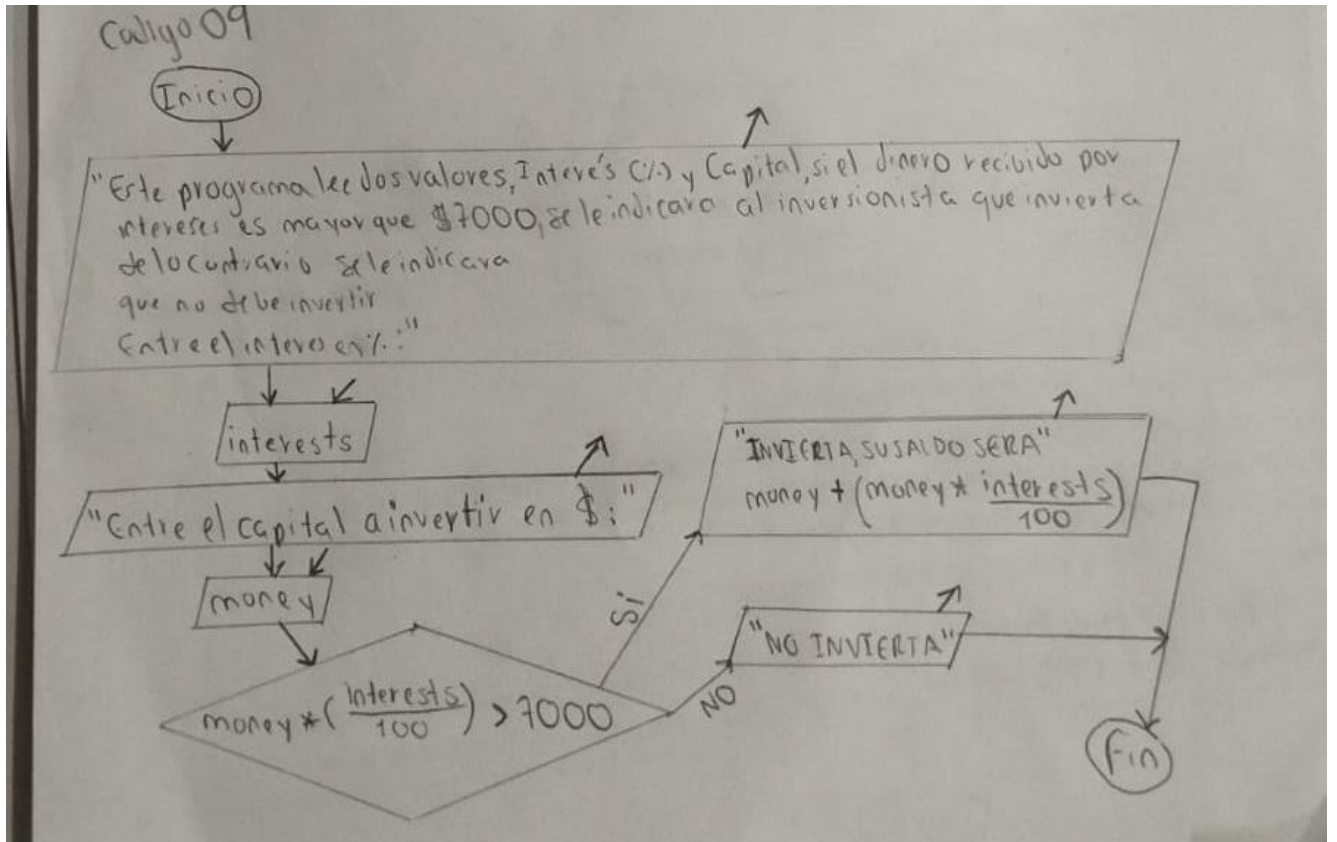 Codigo 09
Inicio
"Este programa lee dos valores, Interés (%) y Capital, si el dinero recibido por
intereses es mayor que $7000, se le indicara al inversionista que invierta
de lo contrario se le indicara
que no debe invertir
Entre el interes en %:"
interests
"Entre el capital a invertir en $:"
money
money*(interests/100) > 7000
Si
"INVIERTA, SU SALDO SERA"
money + (money * interests/100)
NO
"NO INVIERTA"
Fin